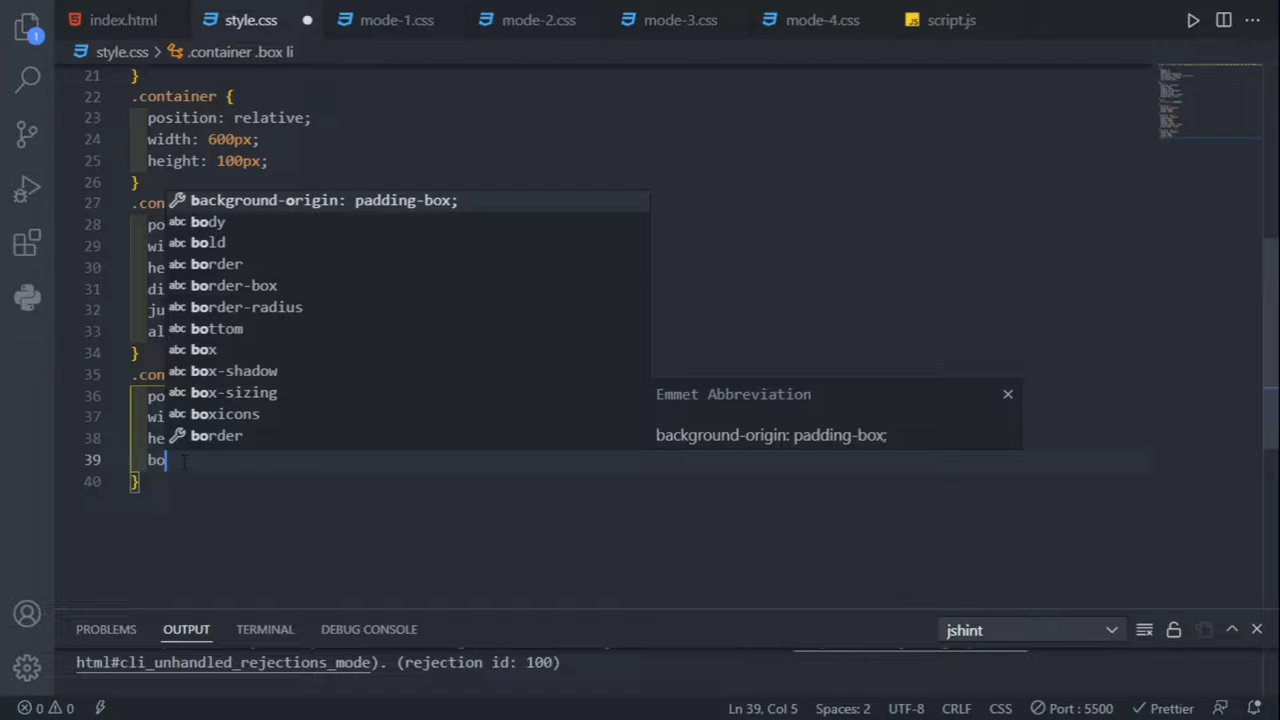 index.html style.css mode-1.css mode-2.css mode-3.css mode-4.css script.js
1
style.css > .container .box li
21 }
22 .container {
23 position: relative;
24 width: 600px;
25 height: 100px;
26 }
27 .con
28 po
29 wi
30 he
31 di
32 ju
33 al
34 }
35 .con
36 po
37 wi
38 he
39 bo
40 }
background-origin: padding-box;
abc body
abc bold
abc border
abc border-box
abc border-radius
abc bottom
abc box
abc box-shadow
abc box-sizing
abc boxicons
border
Emmet Abbreviation
background-origin: padding-box;
PROBLEMS OUTPUT TERMINAL DEBUG CONSOLE jshint
html#cli_unhandled_rejections_mode). (rejection id: 100)
0 0 Ln 39, Col 5 Spaces: 2 UTF-8 CRLF CSS Port : 5500 Prettier